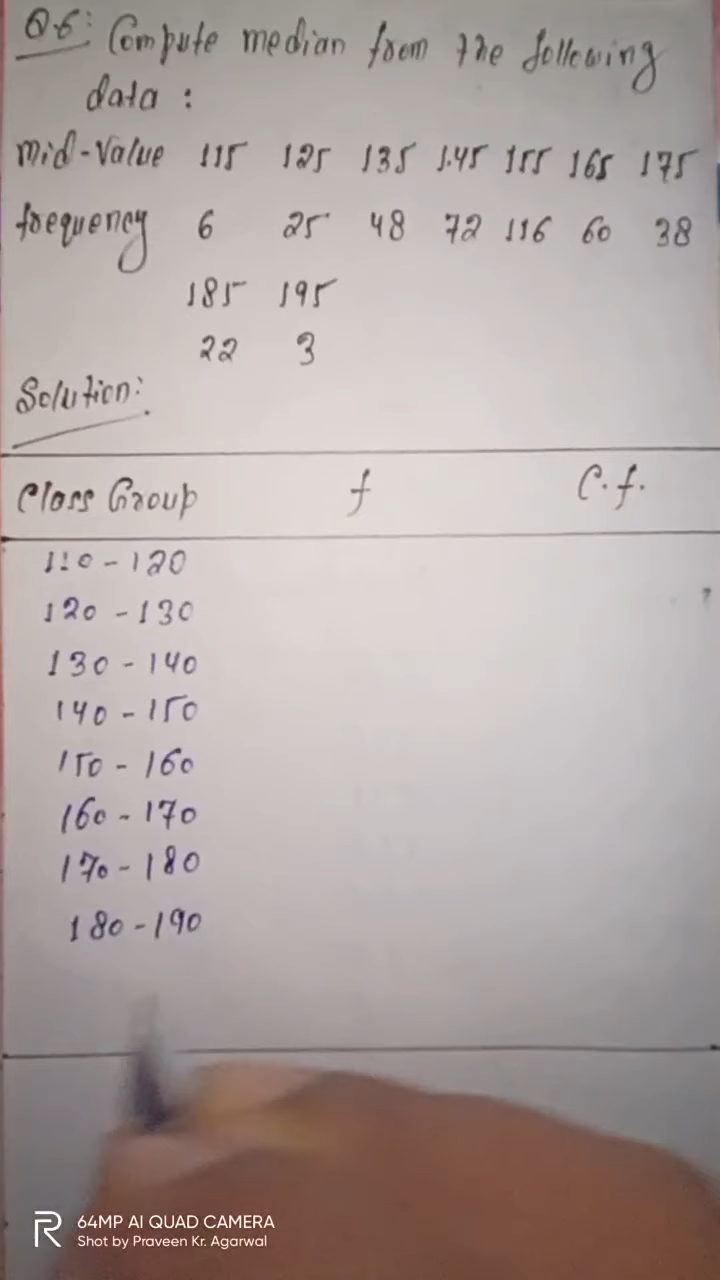 Q.6: Compute median from the following
data :
mid-value 115 125 135 145 155 165 175
frequency 6 25 48 72 116 60 38
185 195
22 3
Solution:
Class Group f C.f.
110 - 120
120 - 130
130 - 140
140 - 150
150 - 160
160 - 170
170 - 180
180 - 190
64MP AI QUAD CAMERA
Shot by Praveen Kr. Agarwal